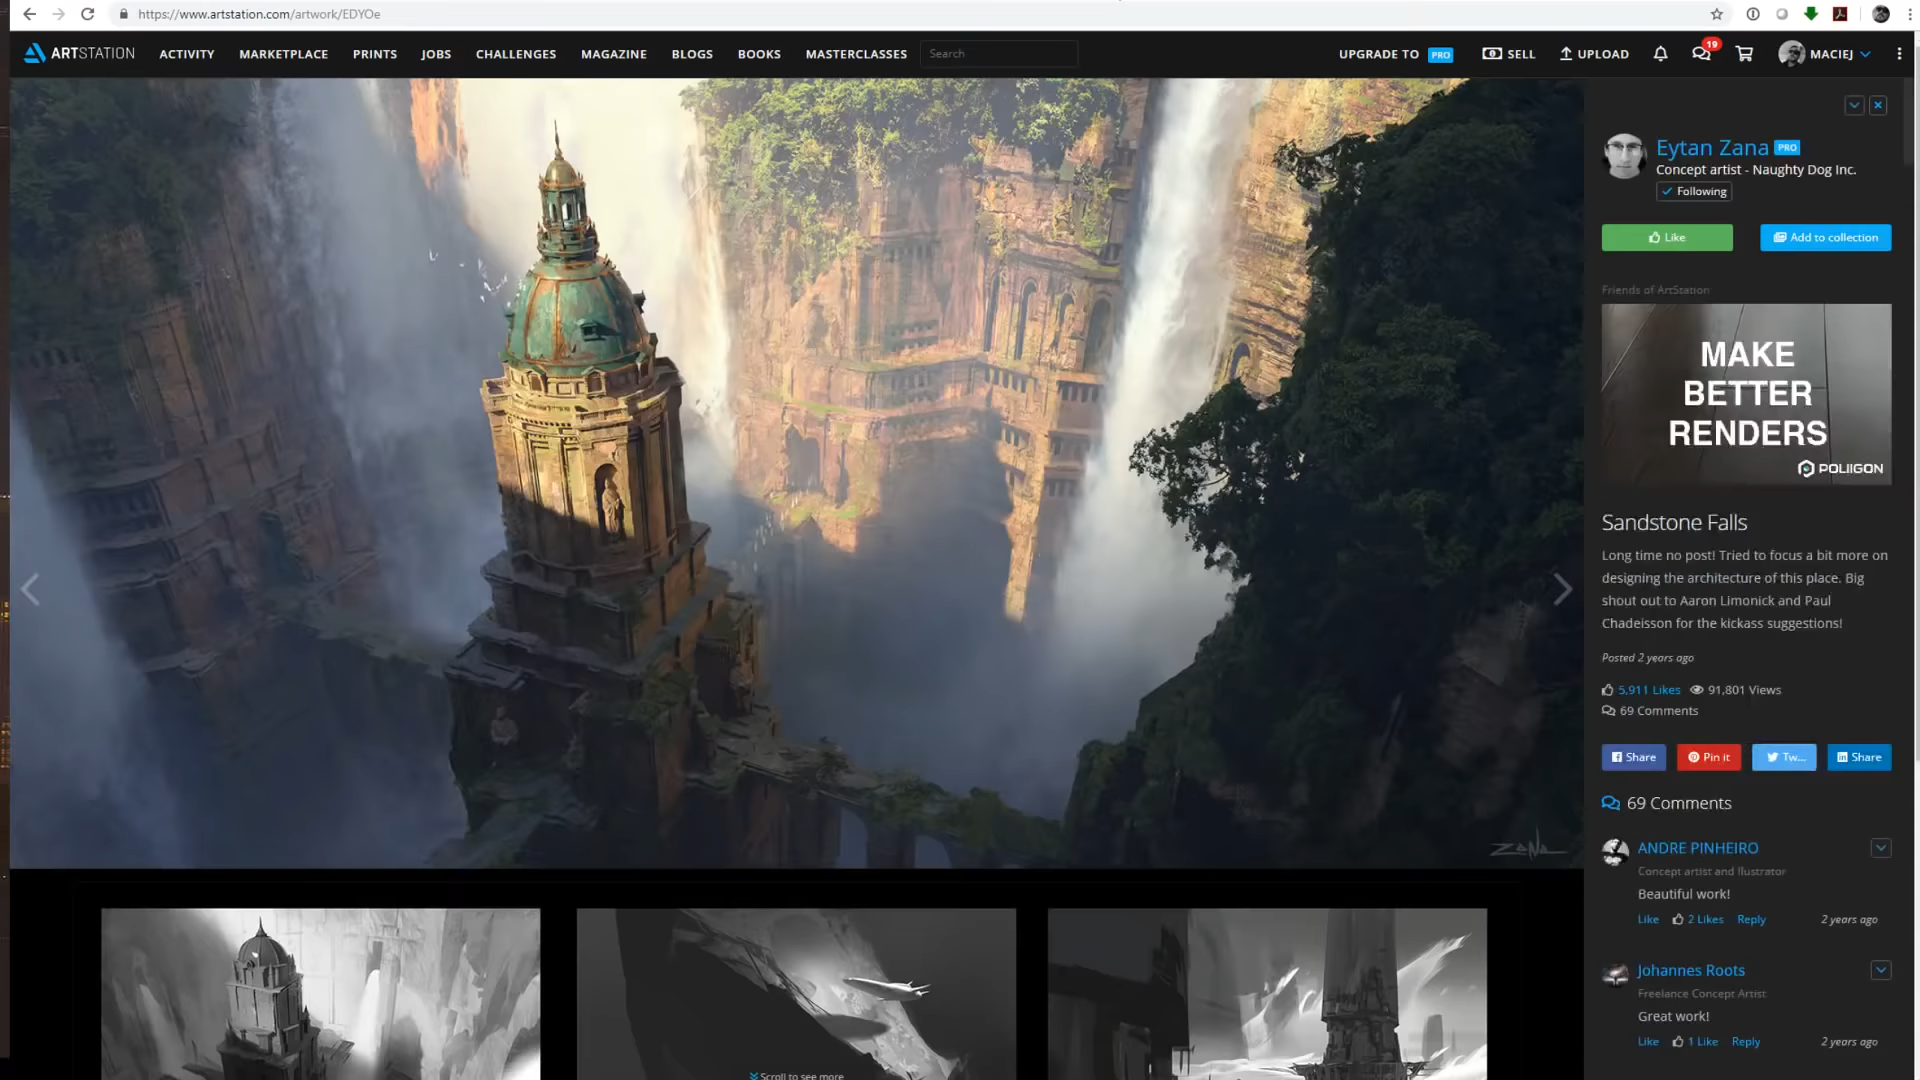 https://www.artstation.com/artwork/EDYOe
ARTSTATION
ACTIVITY
MARKETPLACE
PRINTS
JOBS
CHALLENGES
MAGAZINE
BLOGS
BOOKS
MASTERCLASSES
Search
UPGRADE TO PRO
SELL
UPLOAD
19
MACIEJ
Eytan Zana PRO
Concept artist - Naughty Dog Inc.
Following
Like
Add to collection
Friends of ArtStation
MAKE
BETTER
RENDERS
POLIIGON
Sandstone Falls
Long time no post! Tried to focus a bit more on
designing the architecture of this place. Big
shout out to Aaron Limonick and Paul
Chadeisson for the kickass suggestions!
Posted 2 years ago
5,911 Likes 91,801 Views
69 Comments
Share
Pin it
Tw...
Share
69 Comments
ANDRE PINHEIRO
Concept artist and Ilustrator
Beautiful work!
Like 2 Likes Reply 2 years ago
Johannes Roots
Freelance Concept Artist
Great work!
Like 1 Like Reply 2 years ago
ZaNa
Scroll to see more